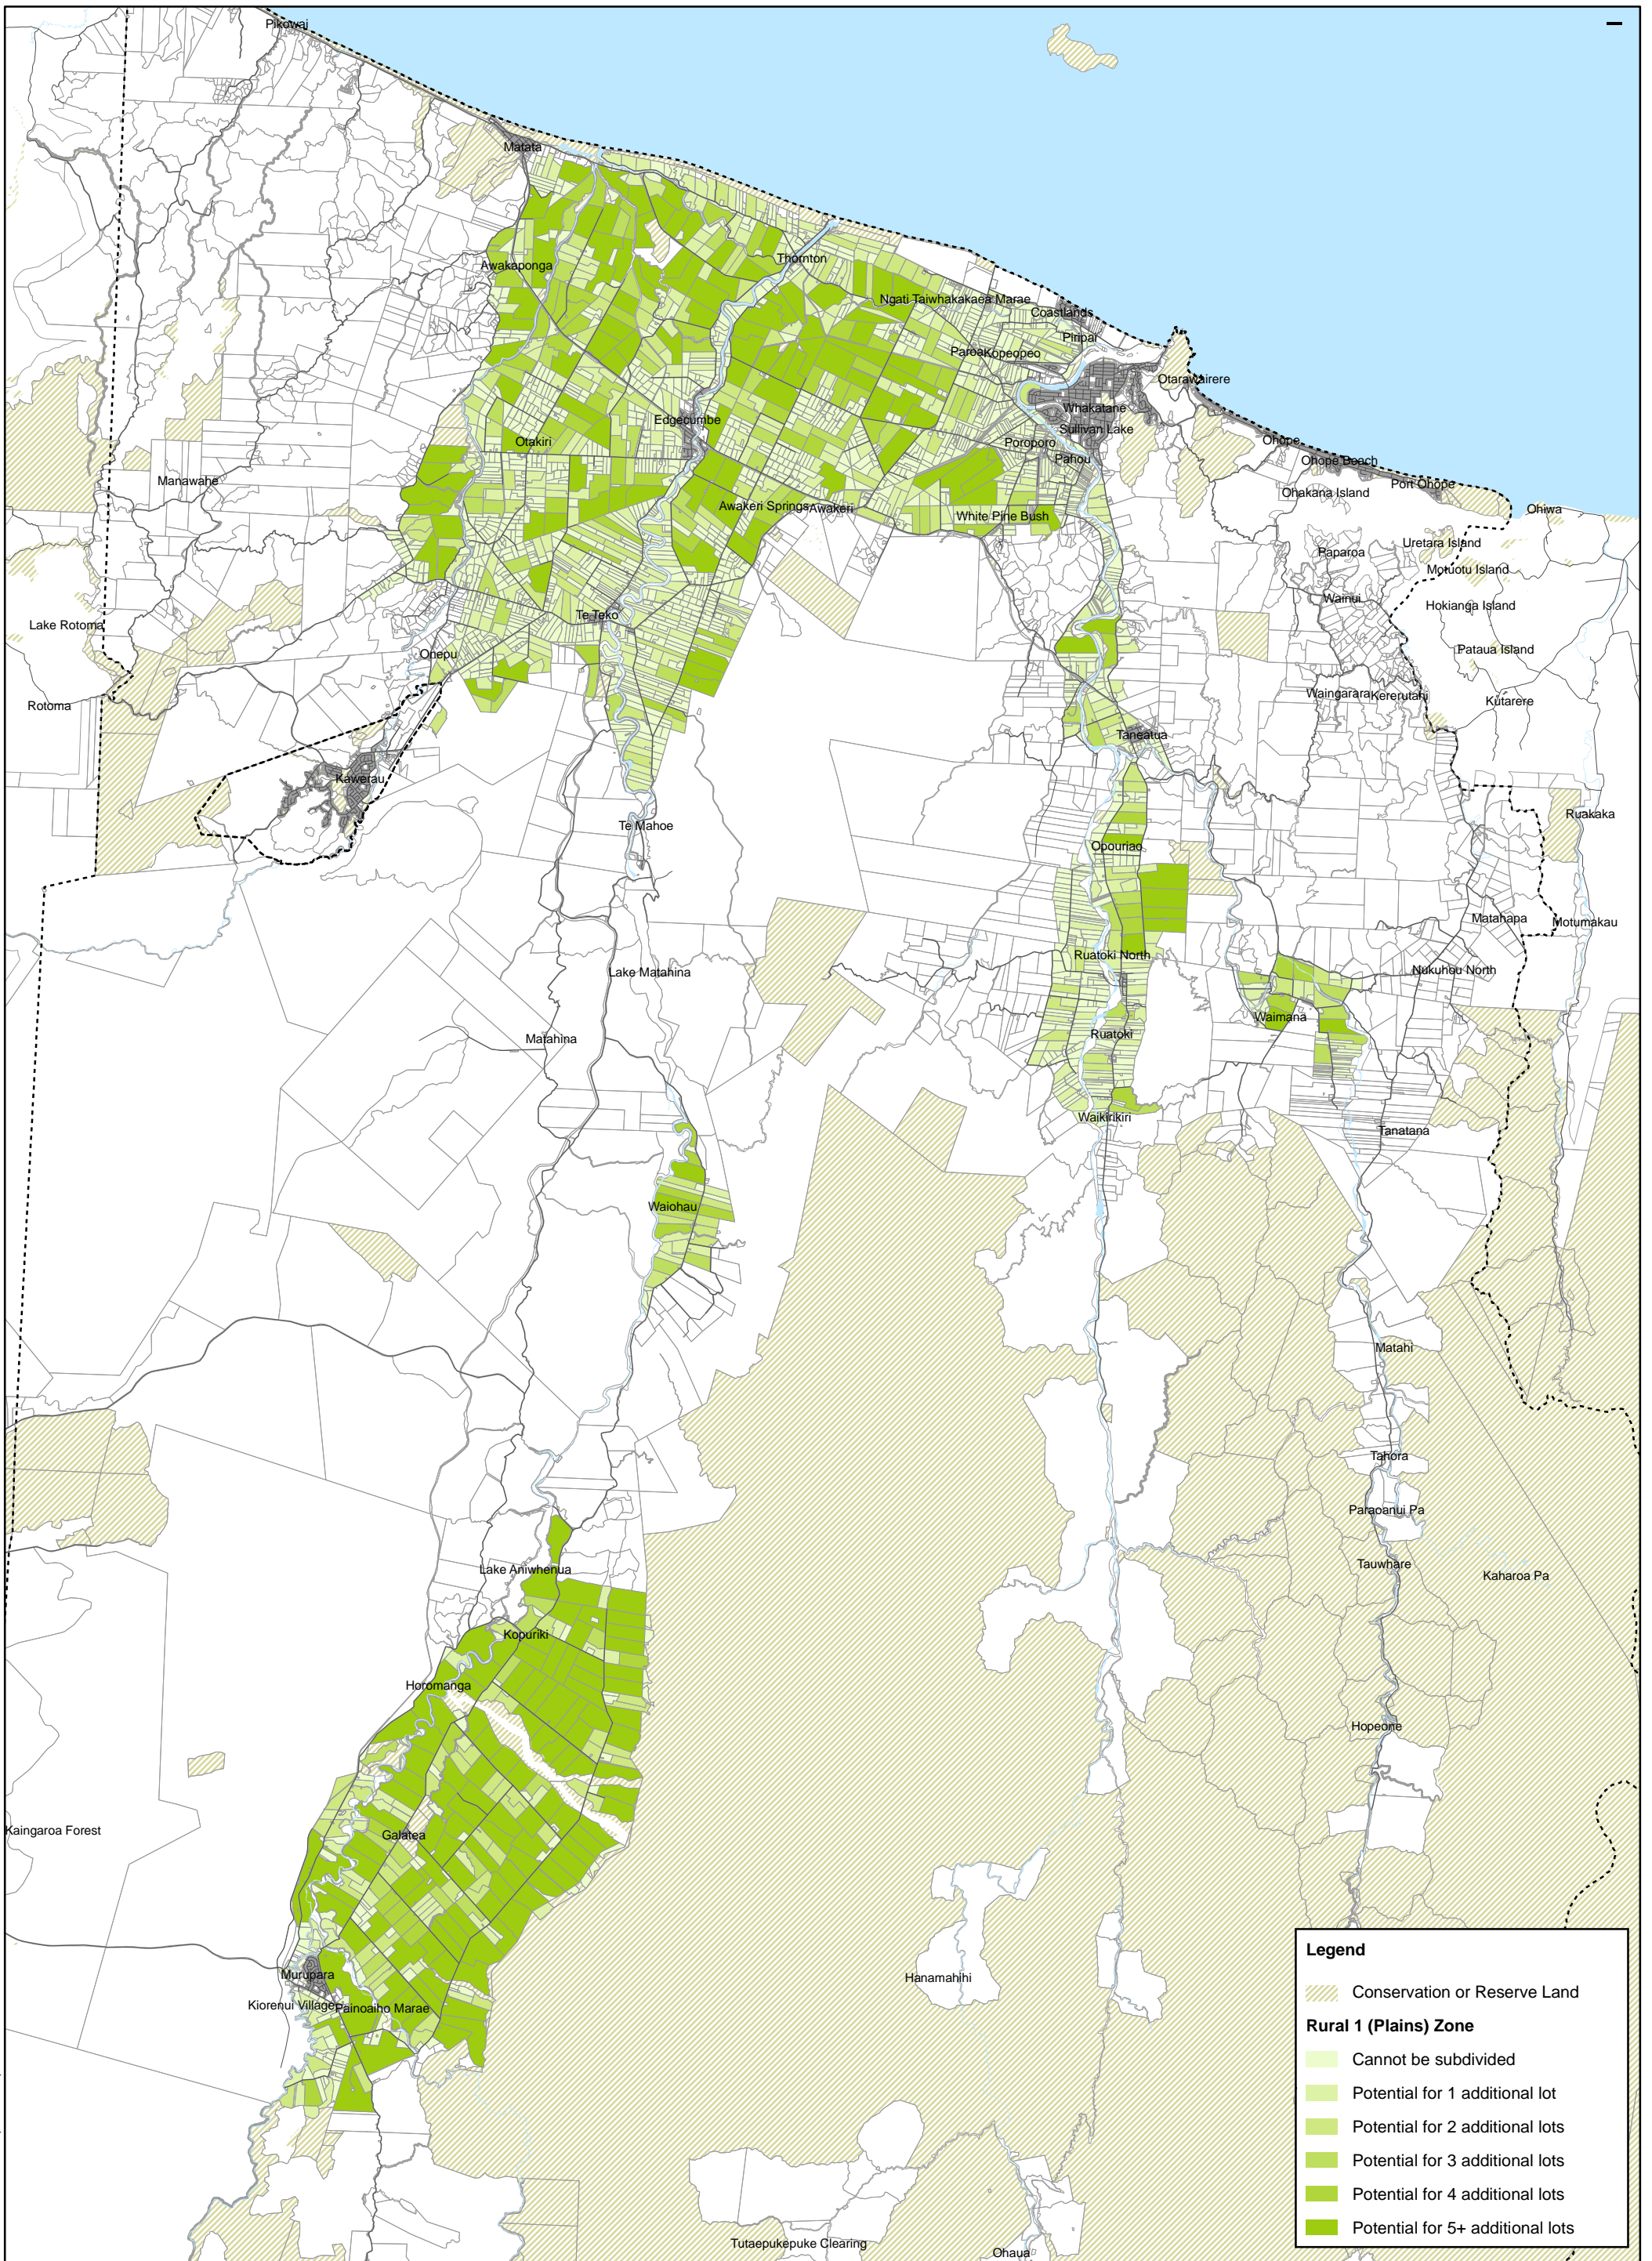 Pikowai
Matata
Awakaponga
Thornton
Ngati Taiwhakakaea Marae
Coastlands
Piripai
Paroa
Kopeopeo
Otarawairere
Whakatane
Edgecumbe
Sullivan Lake
Otakiri
Poroporo
Ohope
Pahou
Ohope Beach
Manawahe
Port Ohope
Ohakana Island
Awakeri Springs
Awakeri
White Pine Bush
Ohiwa
Uretara Island
Paparoa
Motuotu Island
Wainui
Hokianga Island
Te Teko
Lake Rotoma
Onepu
Pataua Island
Waingarara
Kererutahi
Kutarere
Rotoma
Taneatua
Kawerau
Ruakaka
Te Mahoe
Opouriao
Matahapa
Motumakau
Ruatoki North
Nukuhou North
Lake Matahina
Waimana
Ruatoki
Matahina
Waikirikiri
Tanatana
Waiohau
Matahi
Tahora
Paraoanui Pa
Tauwhare
Lake Aniwhenua
Kaharoa Pa
Kopuriki
Horomanga
Hopeone
Kaingaroa Forest
Galatea
Murupara
Hanamahihi
Kiorenui Village
Painoaiho Marae
Tutaepukepuke Clearing
Ohaua
Legend
Conservation or Reserve Land
Rural 1 (Plains) Zone
Cannot be subdivided
Potential for 1 additional lot
Potential for 2 additional lots
Potential for 3 additional lots
Potential for 4 additional lots
Potential for 5+ additional lots